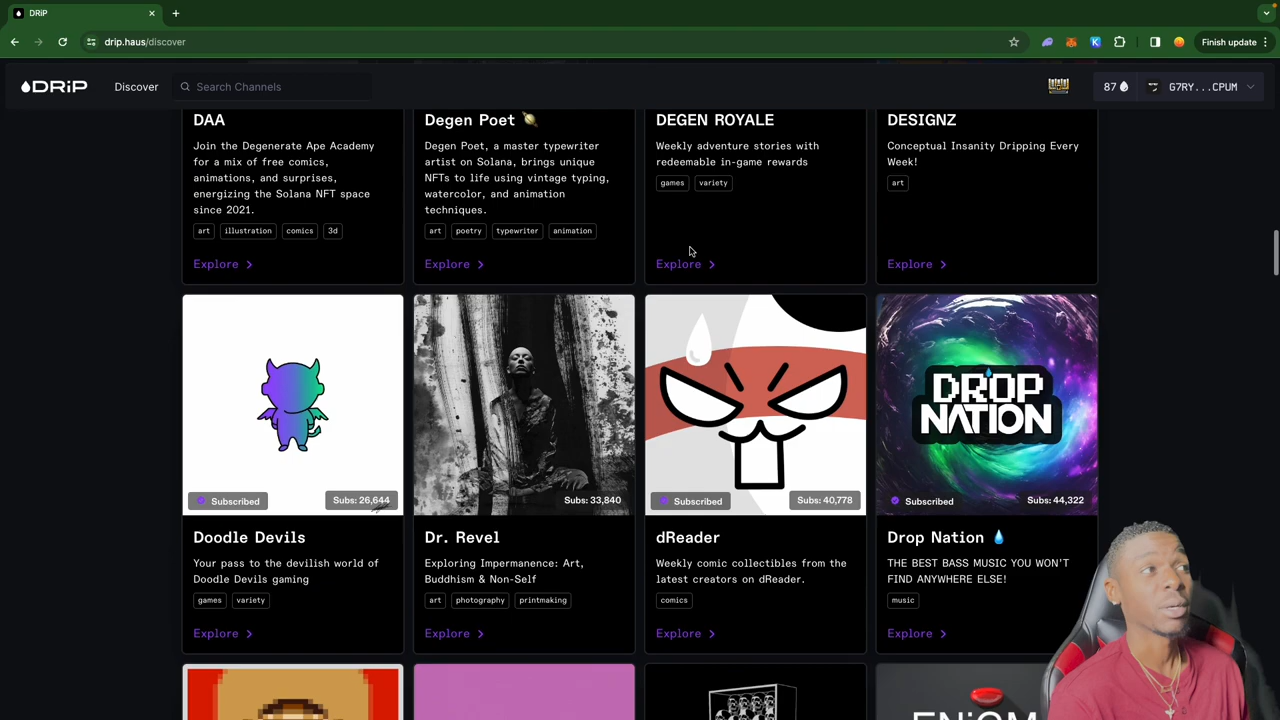 DRiP
Finish update
drip.haus/discover
DRiP
Discover
Search Channels
87
G7RY...CPUM
DAA
Join the Degenerate Ape Academy
for a mix of free comics,
animations, and surprises,
energizing the Solana NFT space
since 2021.
art illustration comics 3d
Explore
Degen Poet
Degen Poet, a master typewriter
artist on Solana, brings unique
NFTs to life using vintage typing,
watercolor, and animation
techniques.
art poetry typewriter animation
Explore
DEGEN ROYALE
Weekly adventure stories with
redeemable in-game rewards
games variety
Explore
DESIGNZ
Conceptual Insanity Dripping Every
Week!
art
Explore
Subscribed
Subs: 26,644
Doodle Devils
Your pass to the devilish world of
Doodle Devils gaming
games variety
Explore
Subs: 33,840
Dr. Revel
Exploring Impermanence: Art,
Buddhism & Non-Self
art photography printmaking
Explore
Subscribed
Subs: 40,778
dReader
Weekly comic collectibles from the
latest creators on dReader.
comics
Explore
DROP
NATION
Subscribed
Subs: 44,322
Drop Nation
THE BEST BASS MUSIC YOU WON'T
FIND ANYWHERE ELSE!
music
Explore